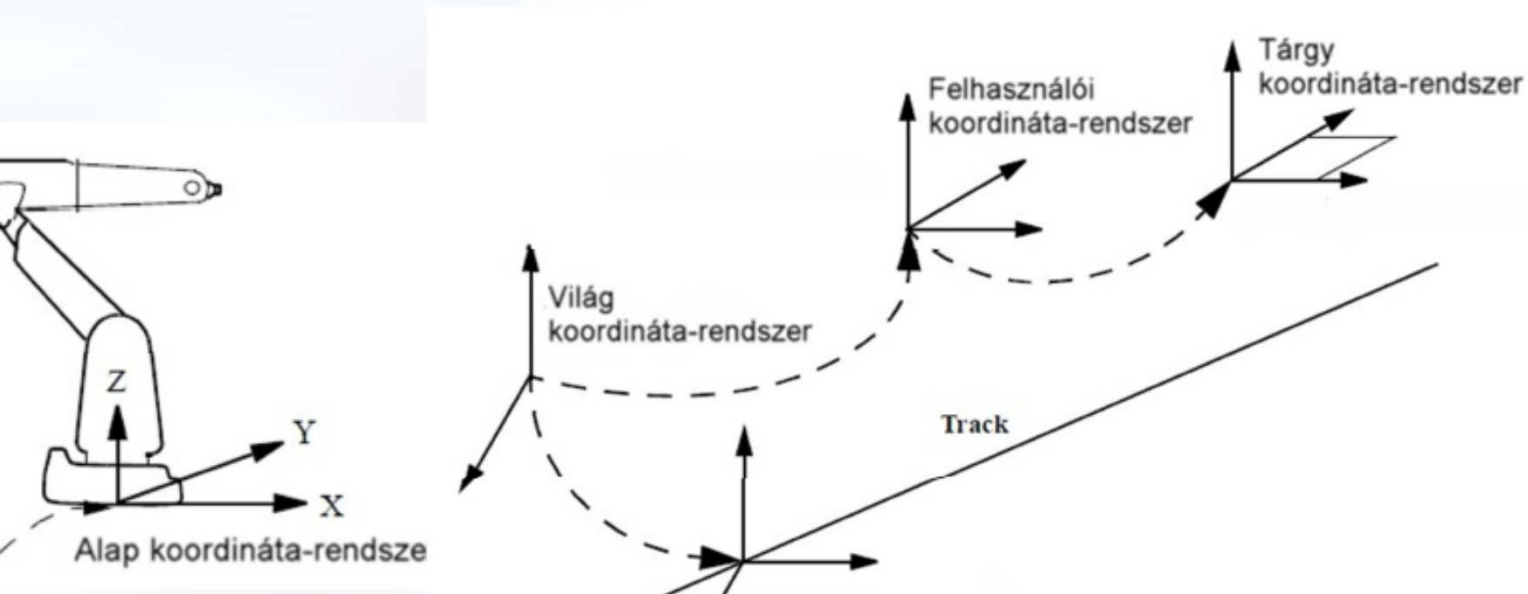 Z
Y
X
Alap koordináta-rendsze
Világ
koordináta-rendszer
Felhasználói
koordináta-rendszer
Tárgy
koordináta-rendszer
Track